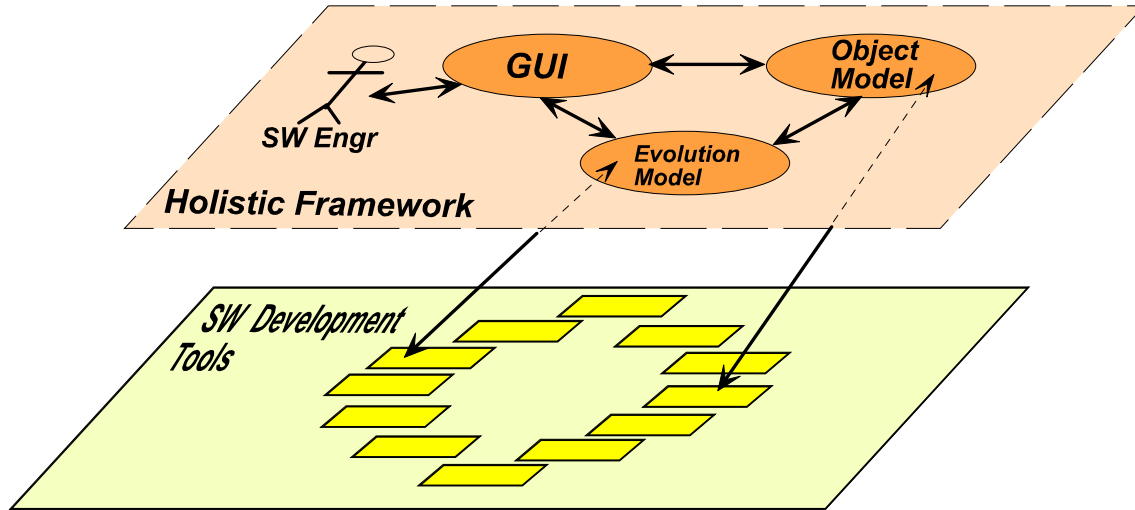 GUI
Object
Model
SW Engr
Evolution
Model
Holistic Framework
SW Development
Tools